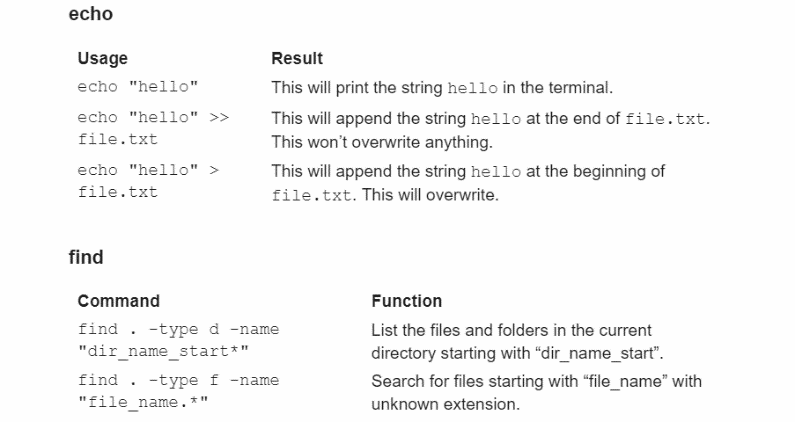 echo
Usage Result
echo "hello" This will print the string hello in the terminal.
echo "hello" >> This will append the string hello at the end of file.txt.
file.txt This won’t overwrite anything.
echo "hello" > This will append the string hello at the beginning of
file.txt file.txt. This will overwrite.
find
Command Function
find . -type d -name List the files and folders in the current
"dir_name_start*" directory starting with “dir_name_start”.
find . -type f -name Search for files starting with “file_name” with
"file_name.*" unknown extension.